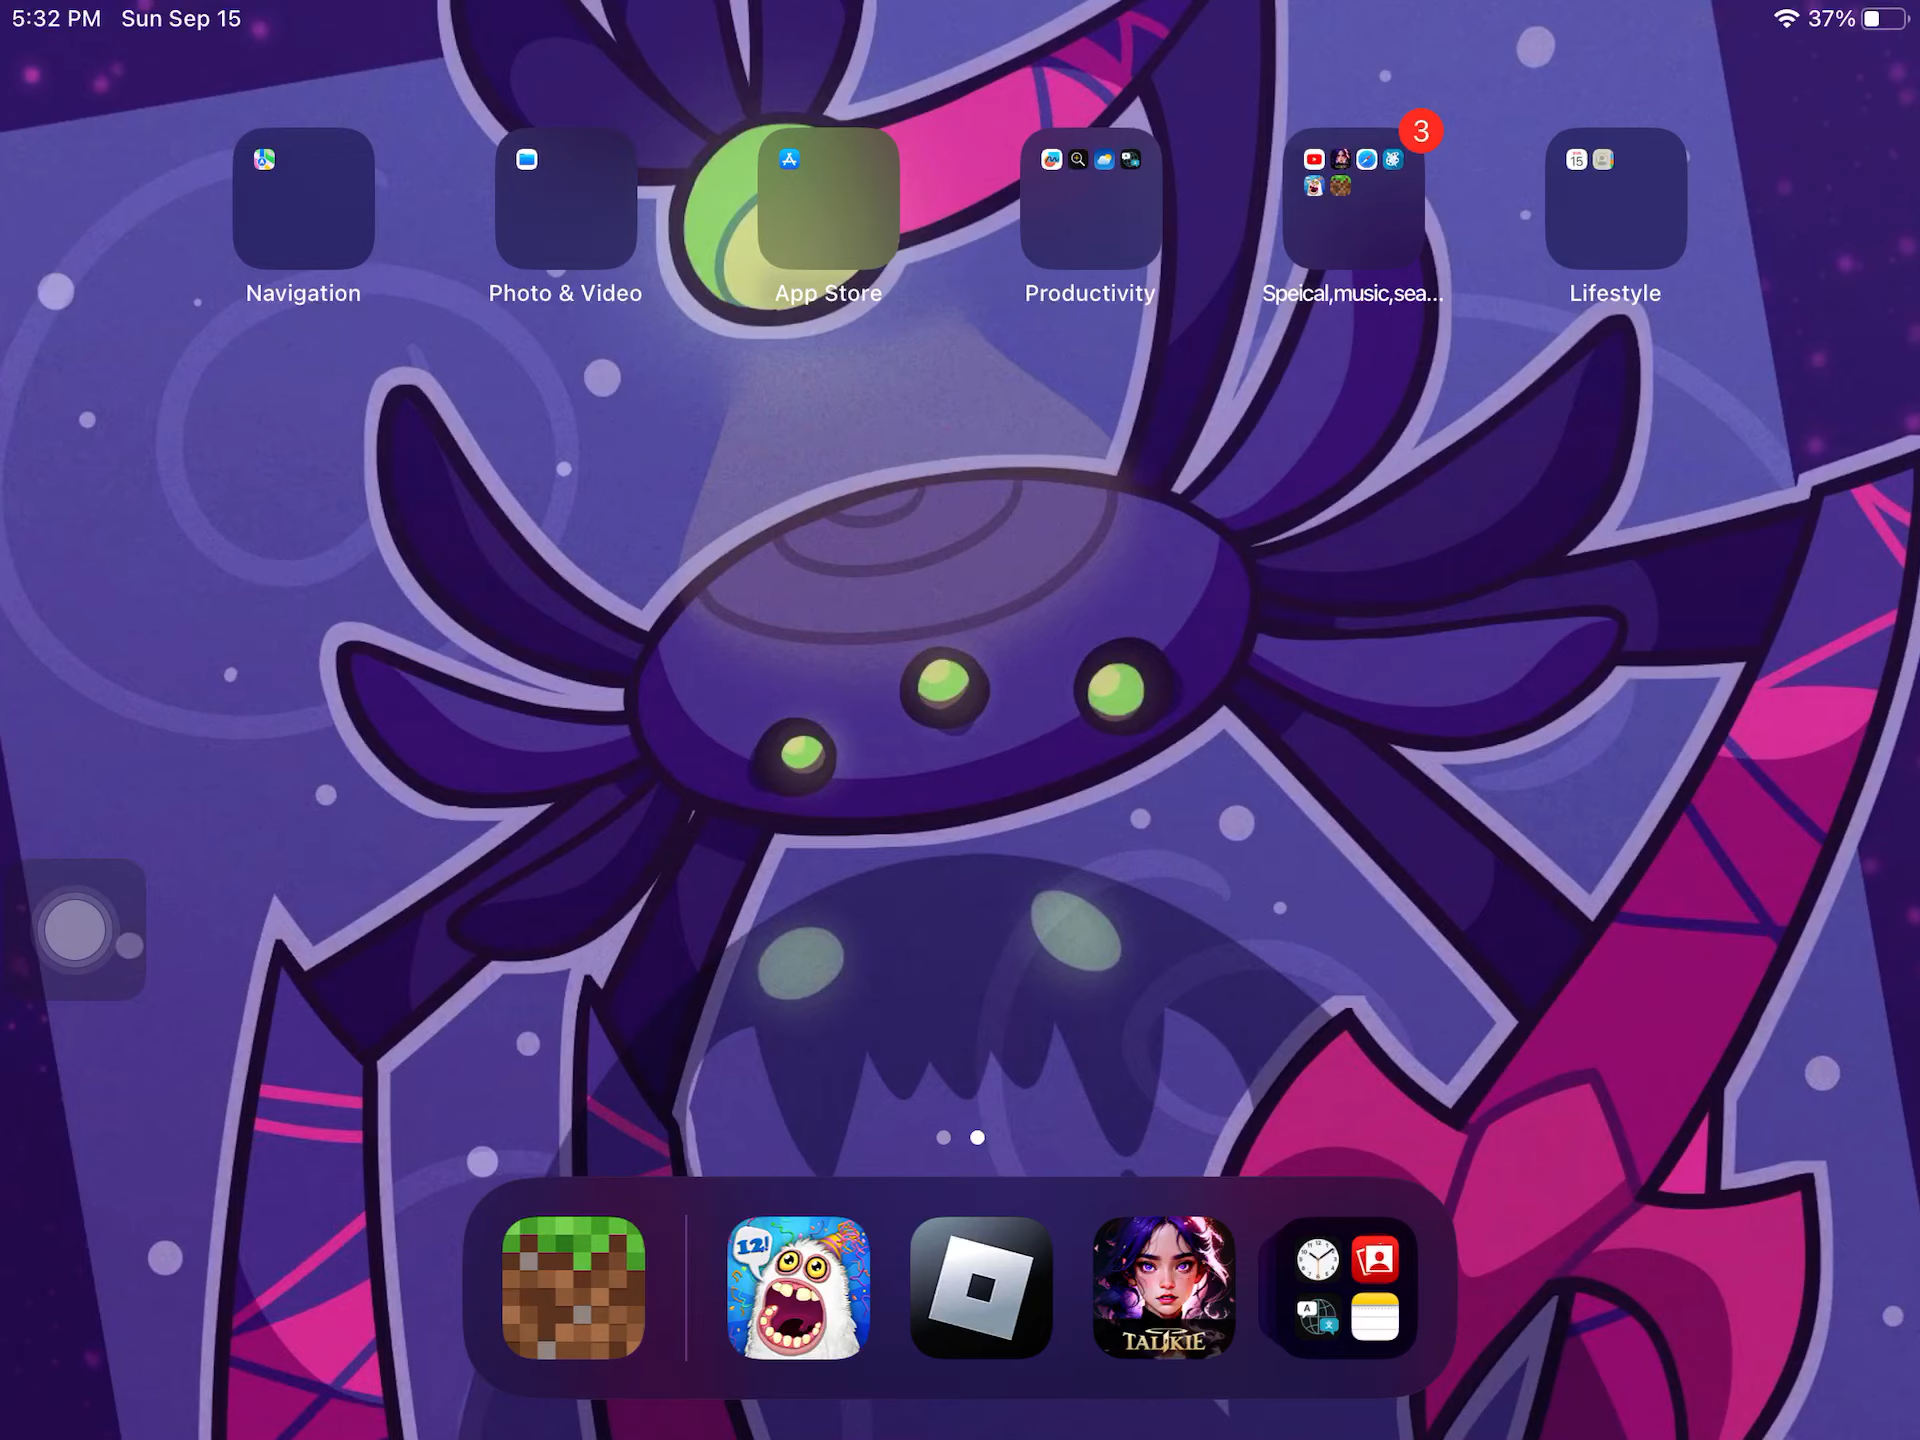 5:32 PM Sun Sep 15
37%
3
15
Navigation
Photo & Video
App Store
Productivity
Speical,music,sea...
Lifestyle
12!
TALKIE
A